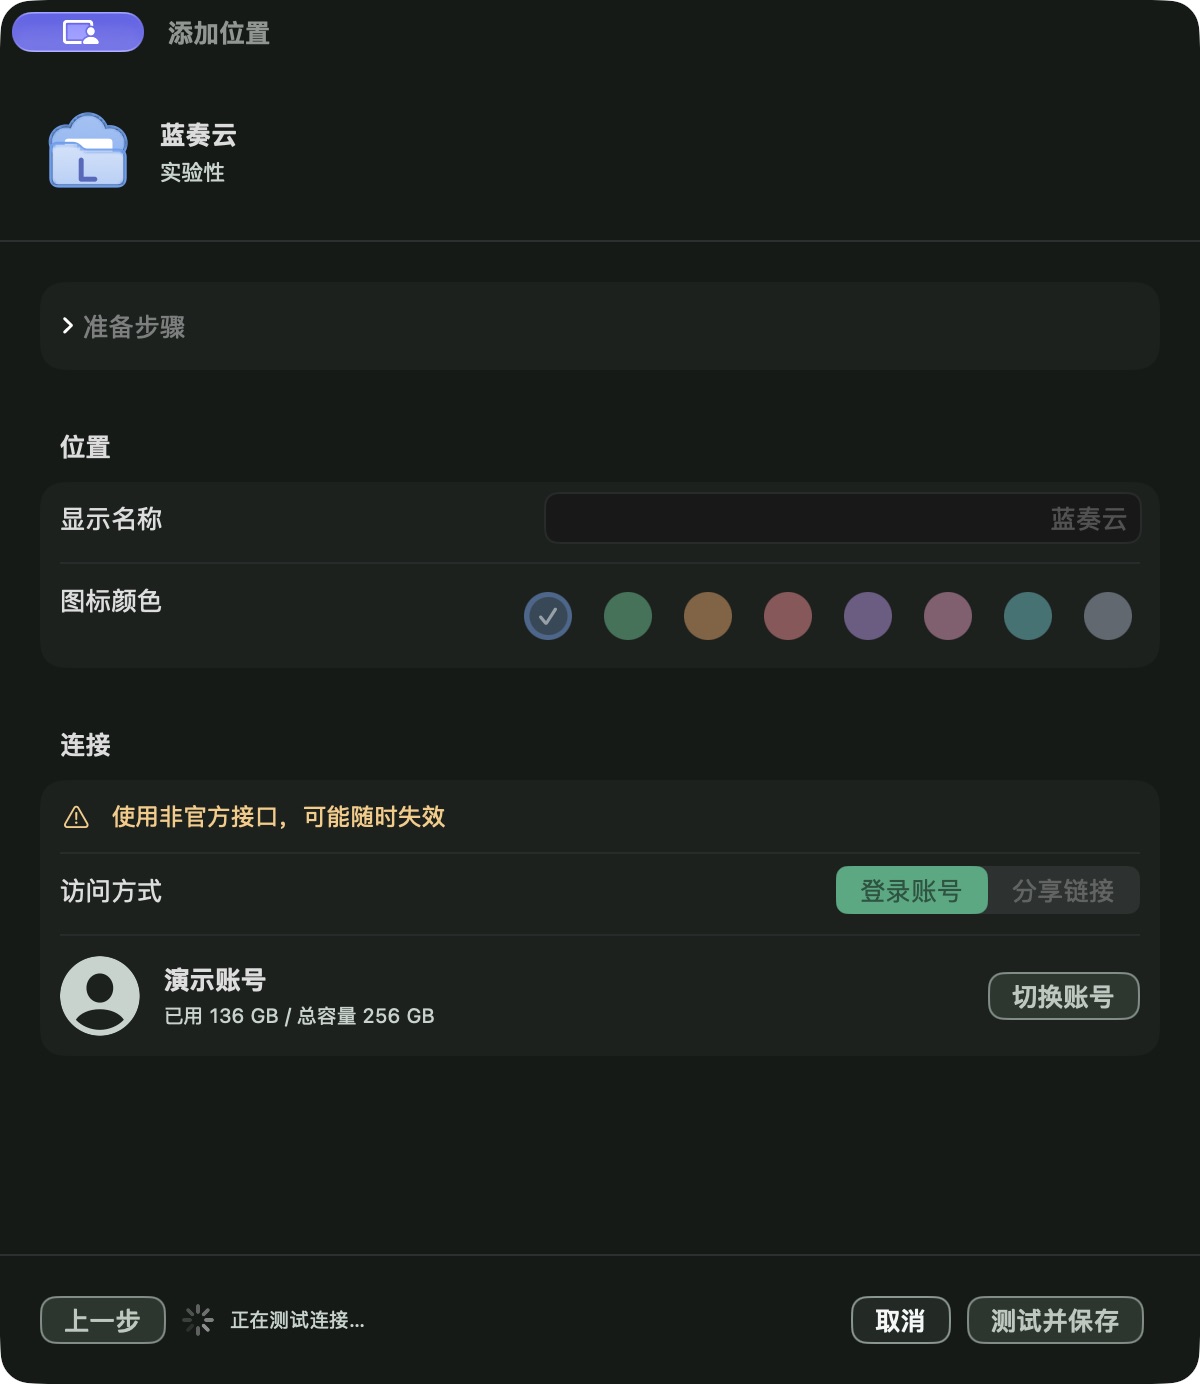 添加位置
蓝奏云
实验性
准备步骤
位置
显示名称
蓝奏云
图标颜色
连接
使用非官方接口，可能随时失效
访问方式
登录账号
分享链接
演示账号
已用 136 GB / 总容量 256 GB
切换账号
上一步
正在测试连接...
取消
测试并保存